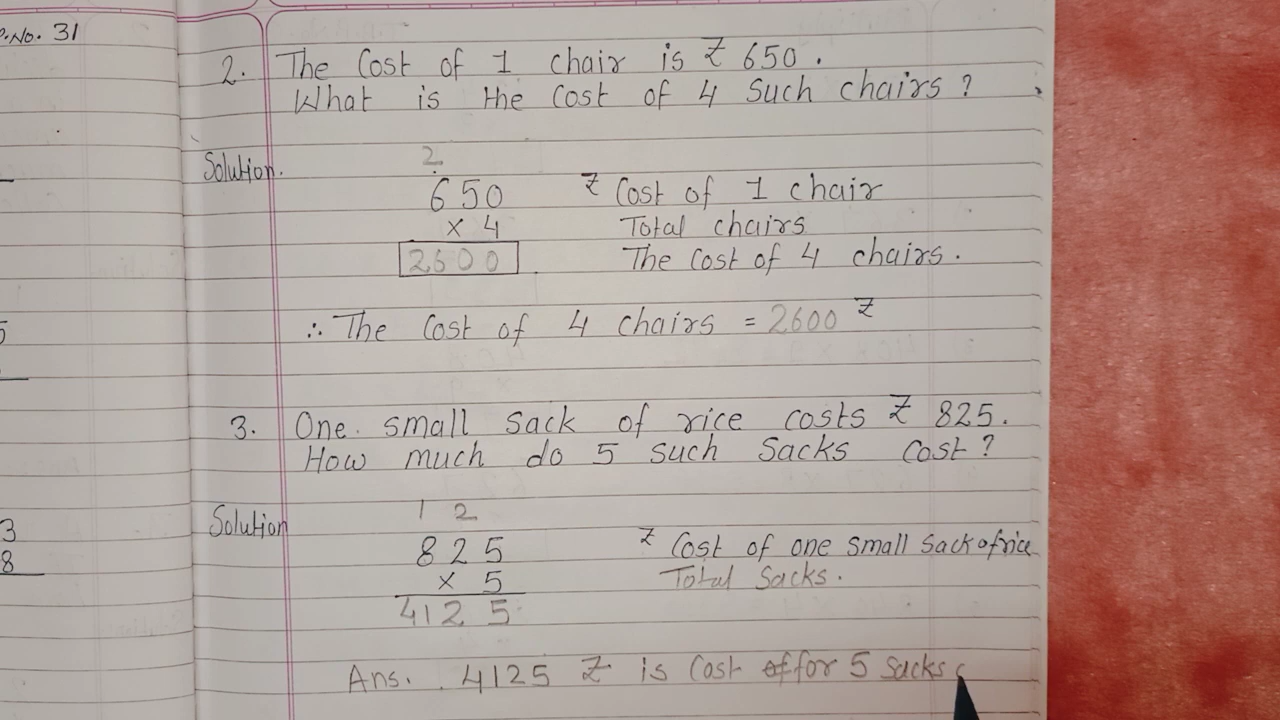 P.No. 31
2. The Cost of 1 chair is ₹ 650.
What is the Cost of 4 Such chairs?
Solution.
2
650 ₹ Cost of 1 chair
x 4 Total chairs
2600 The Cost of 4 chairs.
∴ The Cost of 4 chairs = 2600 ₹
5
3. One small Sack of rice costs ₹ 825.
How much do 5 such Sacks Cost?
Solution
1 2
3
825 ₹ Cost of one Small Sack of rice
8
x 5 Total Sacks.
4125
Ans. 4125 ₹ is Cost for 5 Sacks